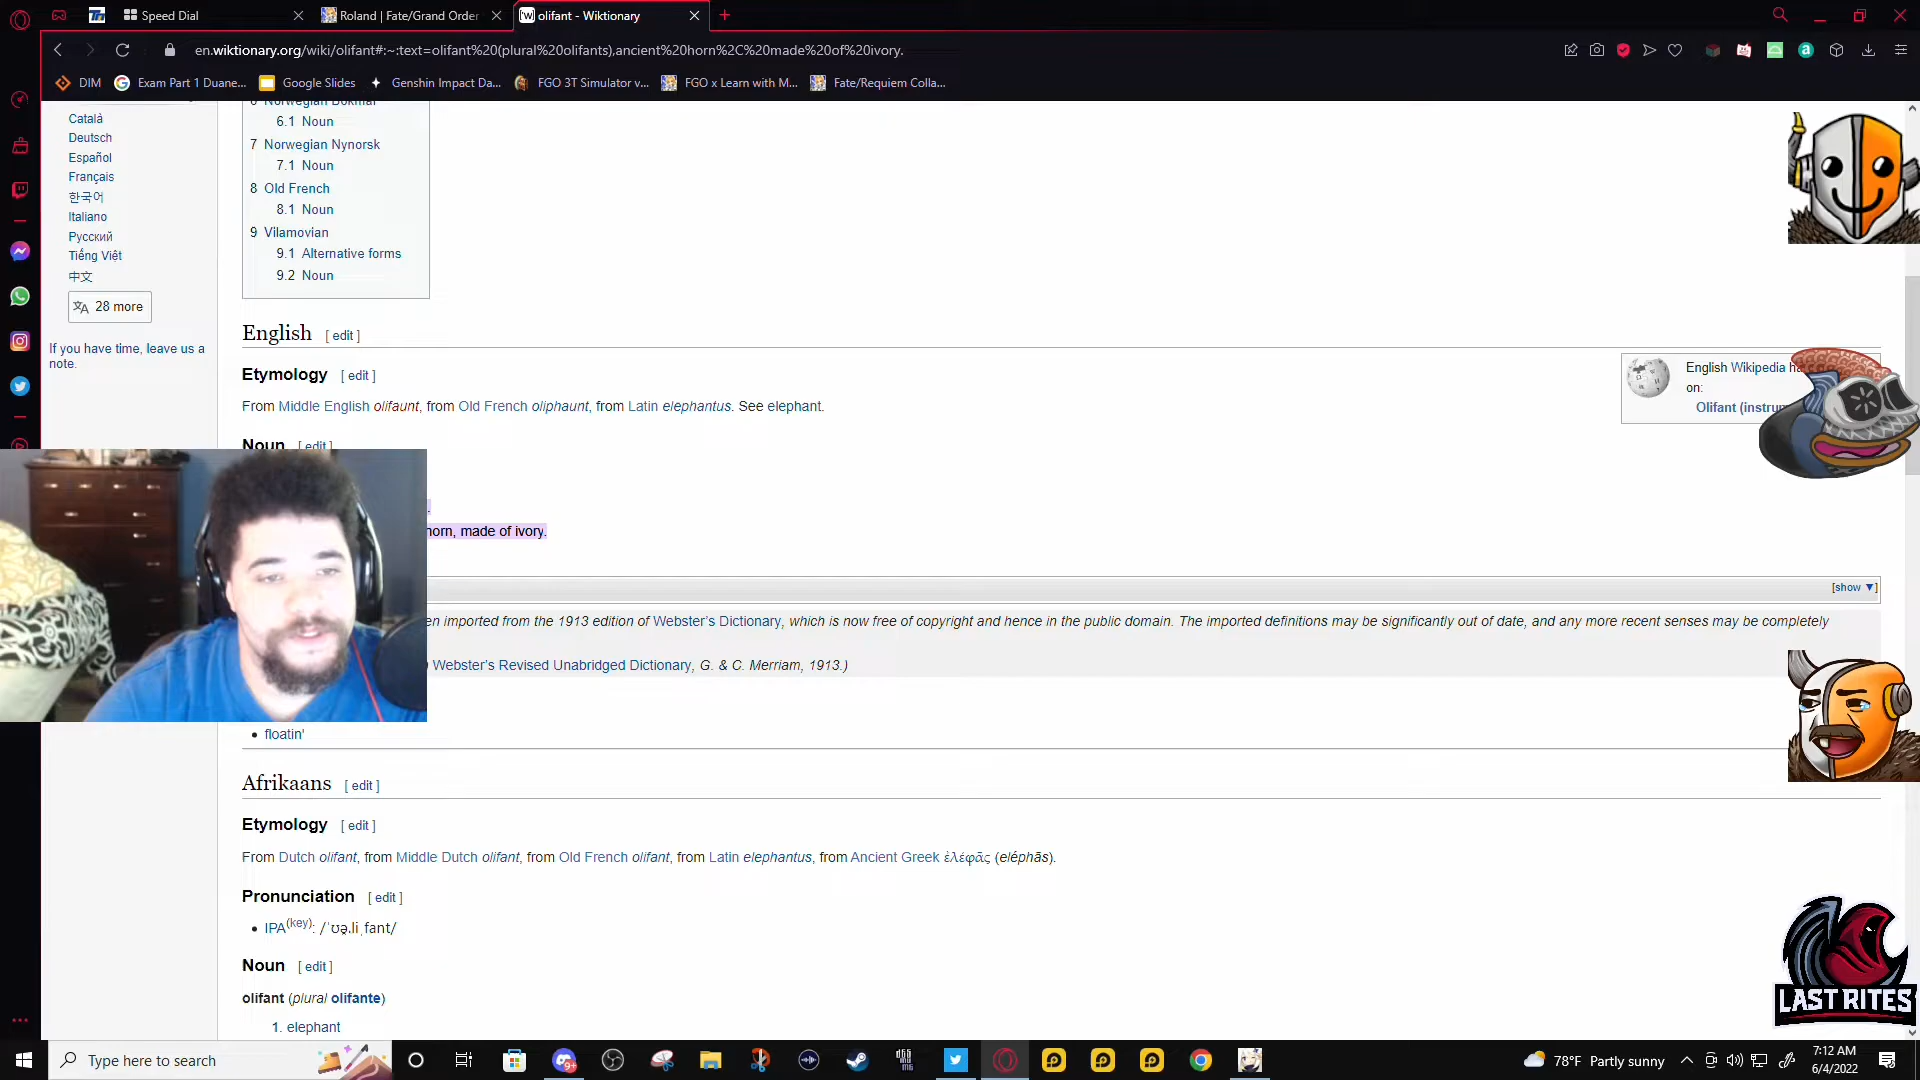 Speed Dial
Roland | Fate/Grand Order
olifant - Wiktionary
en.wiktionary.org/wiki/olifant#:~:text=olifant%20(plural%20olifants),ancient%20horn%2C%20made%20of%20ivory.
DIM
Exam Part 1 Duane...
Google Slides
Genshin Impact Da...
FGO 3T Simulator v...
FGO x Learn with M...
Fate/Requiem Colla...
Català
Deutsch
Español
Français
한국어
Italiano
Русский
Tiếng Việt
中文
28 more
If you have time, leave us a
note.
6 Norwegian Bokmål
6.1 Noun
7 Norwegian Nynorsk
7.1 Noun
8 Old French
8.1 Noun
9 Vilamovian
9.1 Alternative forms
9.2 Noun
English [ edit ]
Etymology [ edit ]
From Middle English olifaunt, from Old French oliphaunt, from Latin elephantus. See elephant.
English Wikipedia
on:
Olifant
Noun [ edit ]
horn, made of ivory.
[show ▼]
imported from the 1913 edition of Webster's Dictionary, which is now free of copyright and hence in the public domain. The imported definitions may be significantly out of date, and any more recent senses may be completely
Webster's Revised Unabridged Dictionary, G. & C. Merriam, 1913.)
• floatin'
Afrikaans [ edit ]
Etymology [ edit ]
From Dutch olifant, from Middle Dutch olifant, from Old French olifant, from Latin elephantus, from Ancient Greek ἐλέφᾱς (eléphās).
Pronunciation [ edit ]
• IPA(key): /ˈʊə̯.liˌfant/
Noun [ edit ]
olifant (plural olifante)
1. elephant
LAST RITES
Type here to search
78°F Partly sunny
7:12 AM
6/4/2022